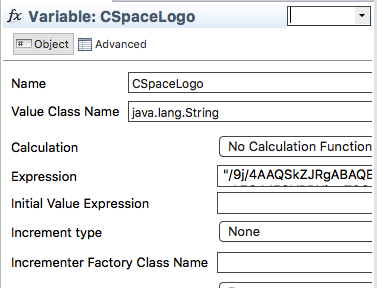 fx Variable: CSpaceLogo
Object Advanced
Name CSpaceLogo
Value Class Name java.lang.String
Calculation No Calculation Function
Expression "/9j/4AAQSkZJRgABAQE
Initial Value Expression
Increment type None
Incrementer Factory Class Name